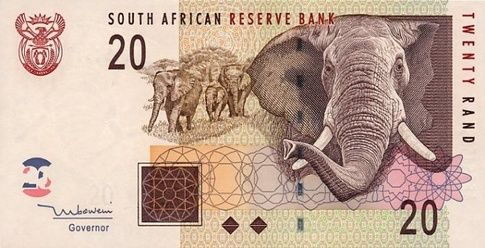 SOUTH AFRICAN RESERVE BANK
20
TWENTY RAND
Governor
20